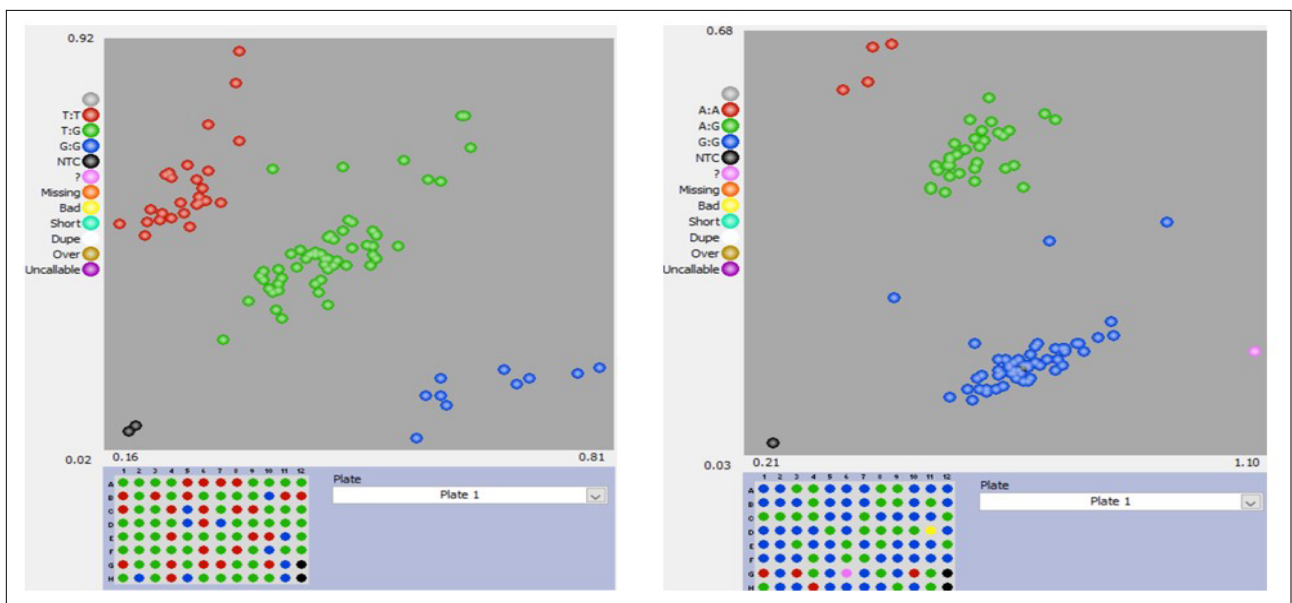 0.92
T:T
T:G
G:G
NTC
?
Missing
Bad
Short
Dupe
Over
Uncallable
0.02
0.16
0.81
1 2 3 4 5 6 7 8 9 10 11 12
A
B
C
D
E
F
G
H
Plate
Plate 1
0.68
A:A
A:G
G:G
NTC
?
Missing
Bad
Short
Dupe
Over
Uncallable
0.03
0.21
1.10
1 2 3 4 5 6 7 8 9 10 11 12
A
B
C
D
E
F
G
H
Plate
Plate 1